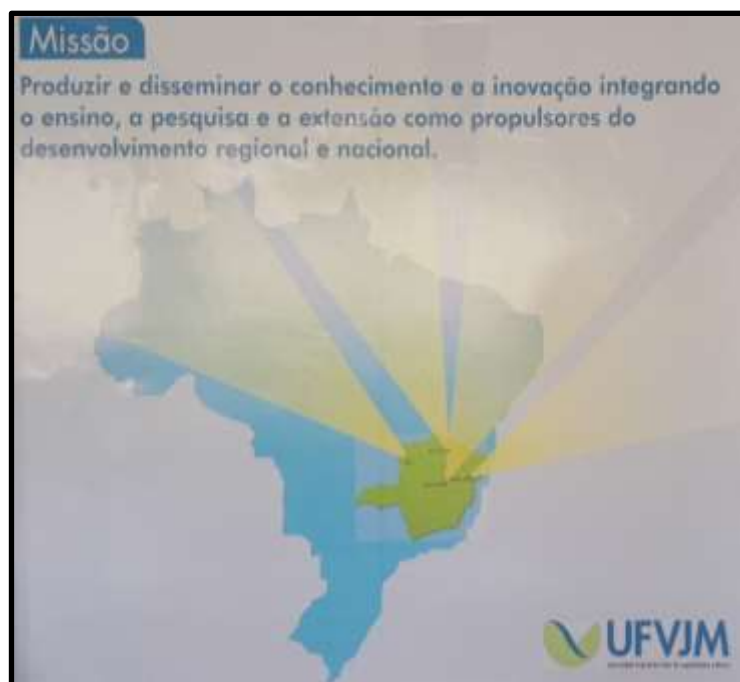 Missão
Produzir e disseminar o conhecimento e a inovação integrando
o ensino, a pesquisa e a extensão como propulsores do
desenvolvimento regional e nacional.
UFVJM